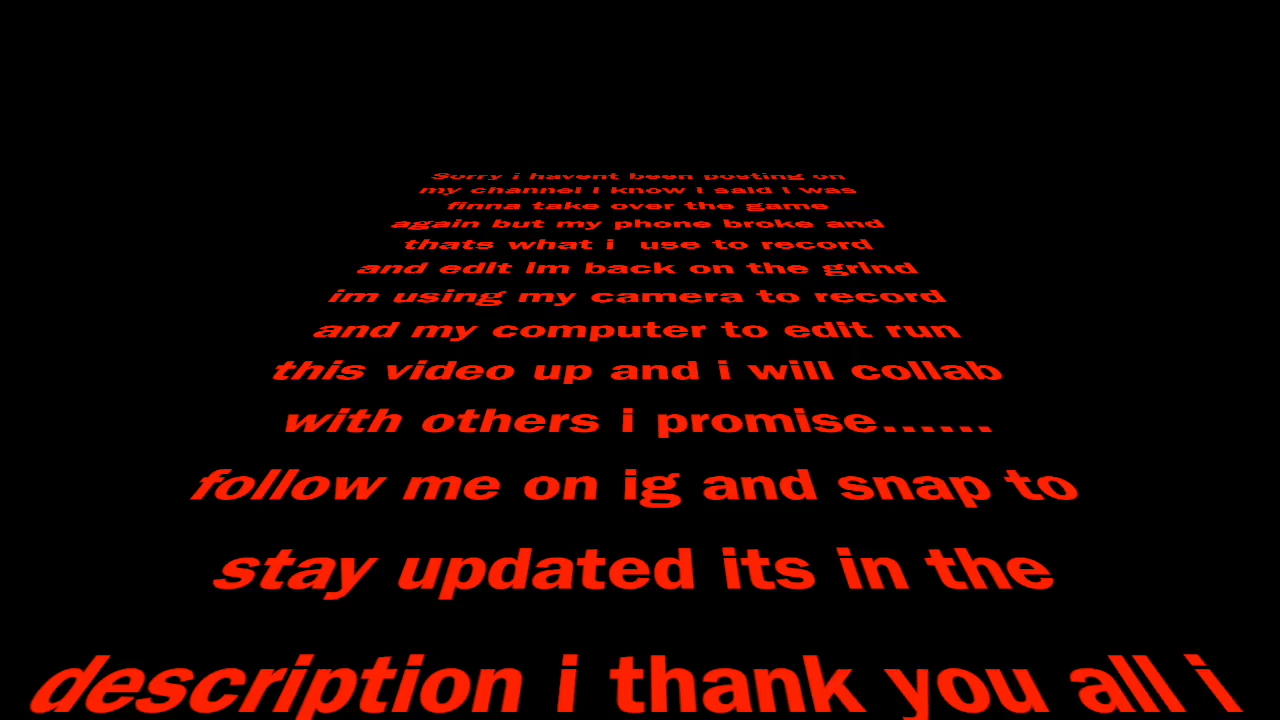 Sorry i havent been posting on
my channel i know i said i was
finna take over the game
again but my phone broke and
thats what i  use to record
and edit im back on the grind
im using my camera to record
and my computer to edit run
this video up and i will collab
with others i promise......
follow me on ig and snap to
stay updated its in the
description i thank you all i